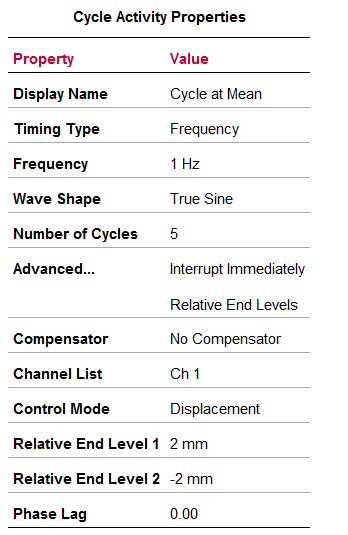 Cycle Activity Properties
Property Value
Display Name Cycle at Mean
Timing Type Frequency
Frequency 1 Hz
Wave Shape True Sine
Number of Cycles 5
Advanced... Interrupt Immediately
Relative End Levels
Compensator No Compensator
Channel List Ch 1
Control Mode Displacement
Relative End Level 1 2 mm
Relative End Level 2 -2 mm
Phase Lag 0.00